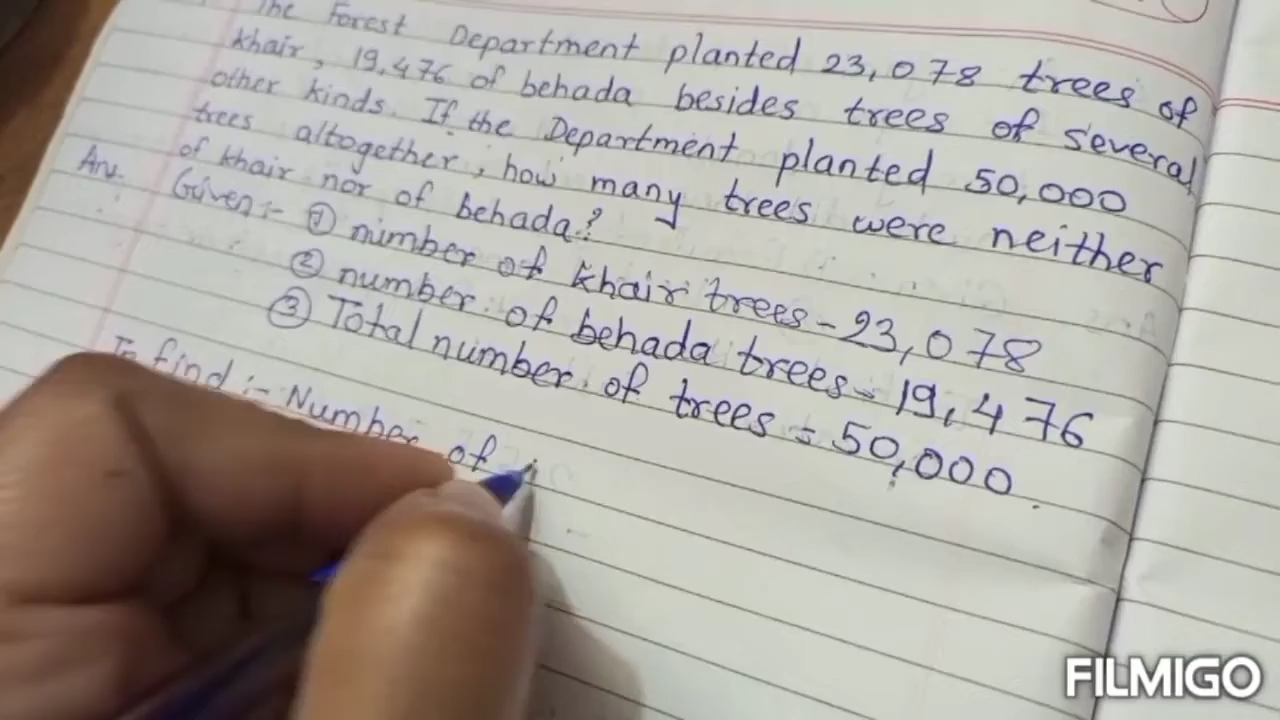 The Forest Department planted 23,078 trees of
khair, 19,476 of behada besides trees of several
other kinds. If the Department planted 50,000
trees altogether, how many trees were neither
of khair nor of behada?
Ans. Given:- ① number of khair trees - 23,078
② number of behada trees - 19,476
③ Total number of trees = 50,000.
To find :- Number of
FILMIGO